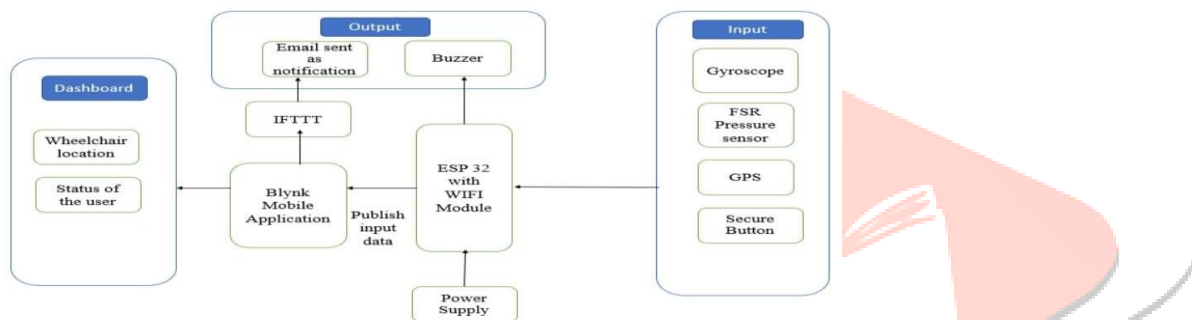 Output
Email sent
as
notification
Buzzer
Input
Gyroscope
FSR
Pressure
sensor
GPS
Secure
Button
Dashboard
Wheelchair
location
Status of
the user
IFTTT
Blynk
Mobile
Application
Publish
input
data
ESP 32
with
WIFI
Module
Power
Supply